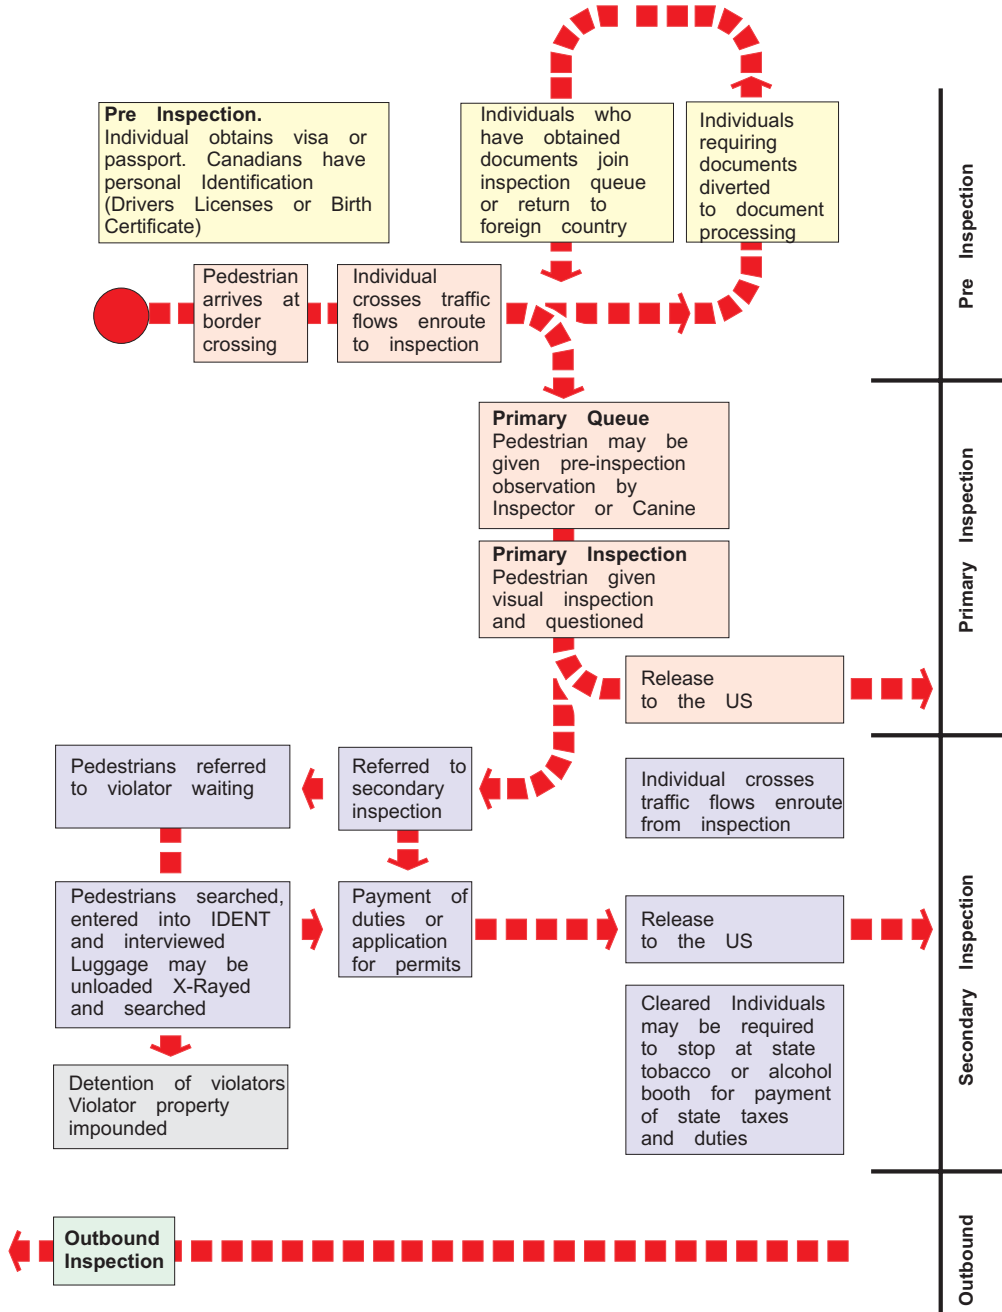 Pre Inspection.
Individual obtains visa or
passport. Canadians have
personal Identification
(Drivers Licenses or Birth
Certificate)
Individuals who
have obtained
documents join
inspection queue
or return to
foreign country
Individuals
requiring
documents
diverted
to document
processing
Pedestrian
arrives at
border
crossing
Individual
crosses traffic
flows enroute
to inspection
Pre Inspection
Primary Queue
Pedestrian may be
given pre-inspection
observation by
Inspector or Canine
Primary Inspection
Pedestrian given
visual inspection
and questioned
Release
to the US
Primary Inspection
Pedestrians referred
to violator waiting
Referred to
secondary
inspection
Individual crosses
traffic flows enroute
from inspection
Pedestrians searched,
entered into IDENT
and interviewed
Luggage may be
unloaded X-Rayed
and searched
Payment of
duties or
application
for permits
Release
to the US
Cleared Individuals
may be required
to stop at state
tobacco or alcohol
booth for payment
of state taxes
and duties
Detention of violators
Violator property
impounded
Secondary Inspection
Outbound
Inspection
Outbound